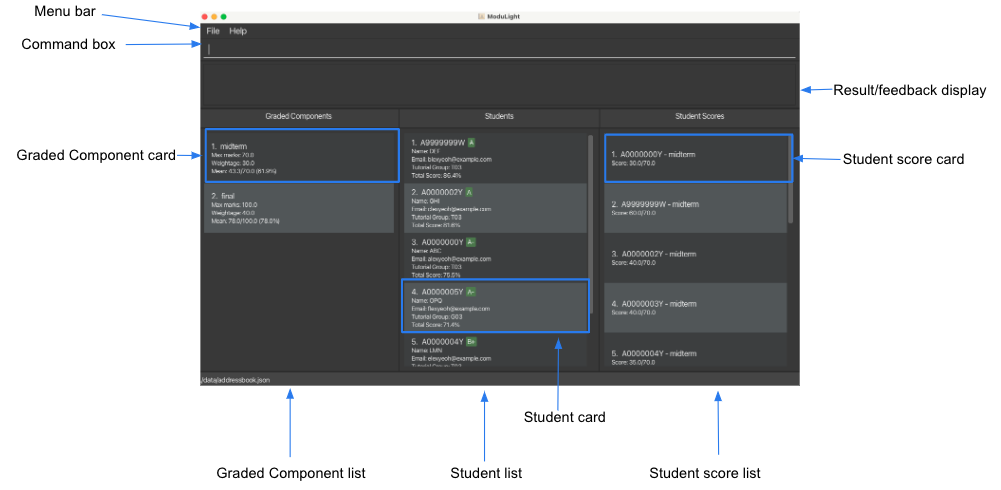 Menu bar
ModuLight
File Help
Command box
Result/feedback display
Graded Components
Students
Student Scores
Graded Component card
1. midterm
Max marks: 70.0
Weightage: 30.0
Mean: 43.3/70.0 (61.9%)
2. final
Max marks: 100.0
Weightage: 40.0
Mean: 78.0/100.0 (78.0%)
1. A9999999W A
Name: DEF
Email: blexyeoh@example.com
Tutorial Group: T03
Total Score: 86.4%
2. A0000002Y A
Name: GHI
Email: clexyeoh@example.com
Tutorial Group: T03
Total Score: 81.6%
3. A0000000Y A-
Name: ABC
Email: alexyeoh@example.com
Tutorial Group: T03
Total Score: 75.5%
4. A0000005Y A-
Name: OPQ
Email: flexyeoh@example.com
Tutorial Group: G03
Total Score: 71.4%
5. A0000004Y B+
Name: LMN
Email: elexyeoh@example.com
Tutorial Group: T03
1. A0000000Y - midterm
Score: 30.0/70.0
2. A9999999W - midterm
Score: 60.0/70.0
3. A0000002Y - midterm
Score: 40.0/70.0
4. A0000003Y - midterm
Score: 40.0/70.0
5. A0000004Y - midterm
Score: 35.0/70.0
Student score card
/data/addressbook.json
Student card
Graded Component list
Student list
Student score list